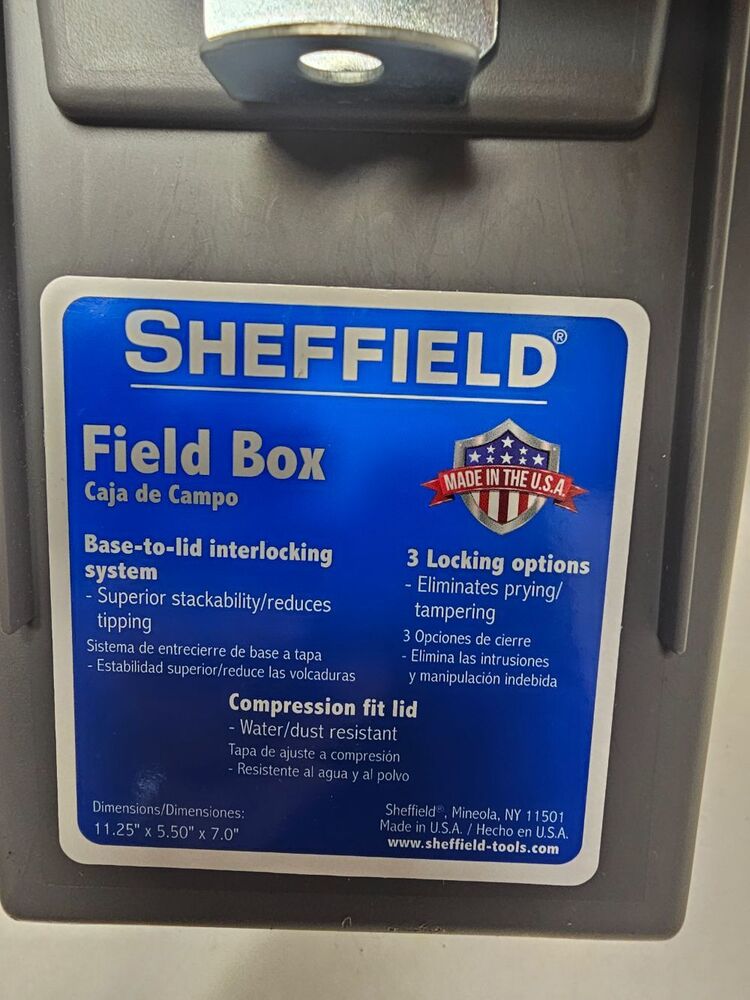 SHEFFIELD®
Field Box
Caja de Campo
MADE IN THE U.S.A.
Base-to-lid interlocking
system
- Superior stackability/reduces
tipping
Sistema de entrecierre de base a tapa
- Estabilidad superior/reduce las volcaduras
3 Locking options
- Eliminates prying/
tampering
3 Opciones de cierre
- Elimina las intrusiones
y manipulación indebida
Compression fit lid
- Water/dust resistant
Tapa de ajuste a compresión
- Resistente al agua y al polvo
Dimensions/Dimensiones:
11.25" x 5.50" x 7.0"
Sheffield®, Mineola, NY 11501
Made in U.S.A. / Hecho en U.S.A.
www.sheffield-tools.com